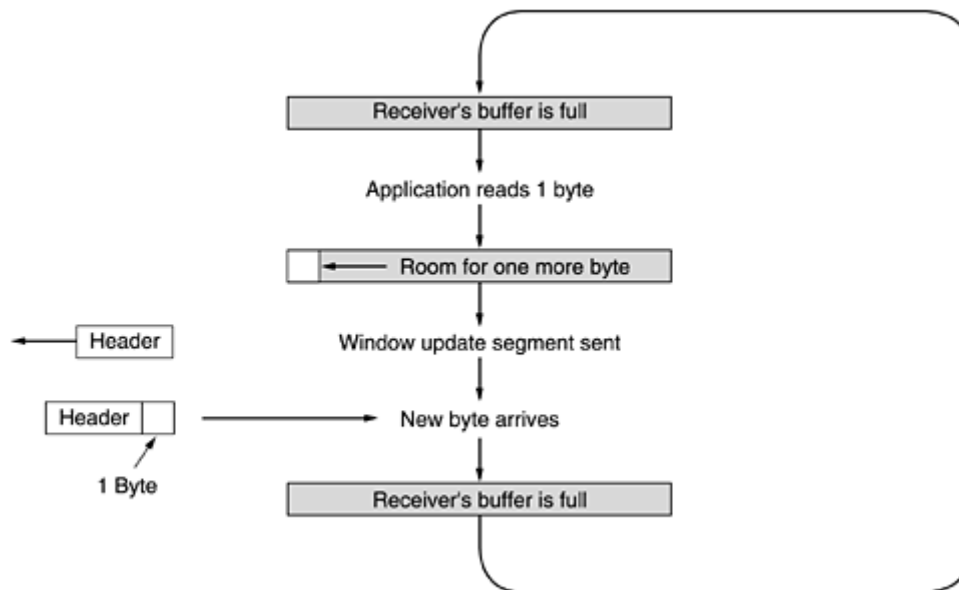 Receiver's buffer is full
Application reads 1 byte
Room for one more byte
Header
Window update segment sent
Header
New byte arrives
1 Byte
Receiver's buffer is full